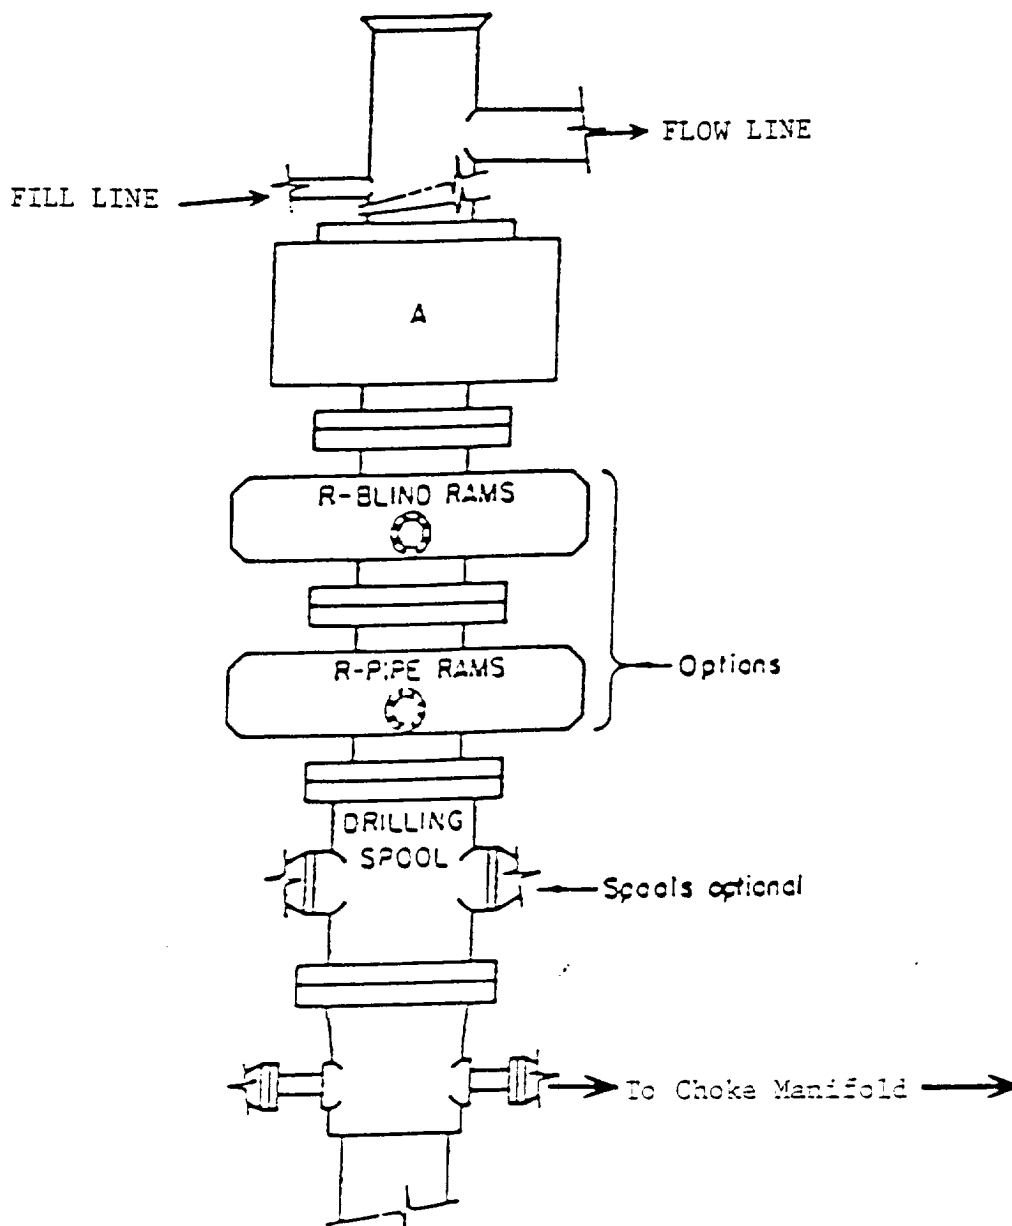 FLOW LINE
FILL LINE
A
R-BLIND RAMS
R-PIPE RAMS
Options
DRILLING
SPOOL
Spools optional
To Choke Manifold